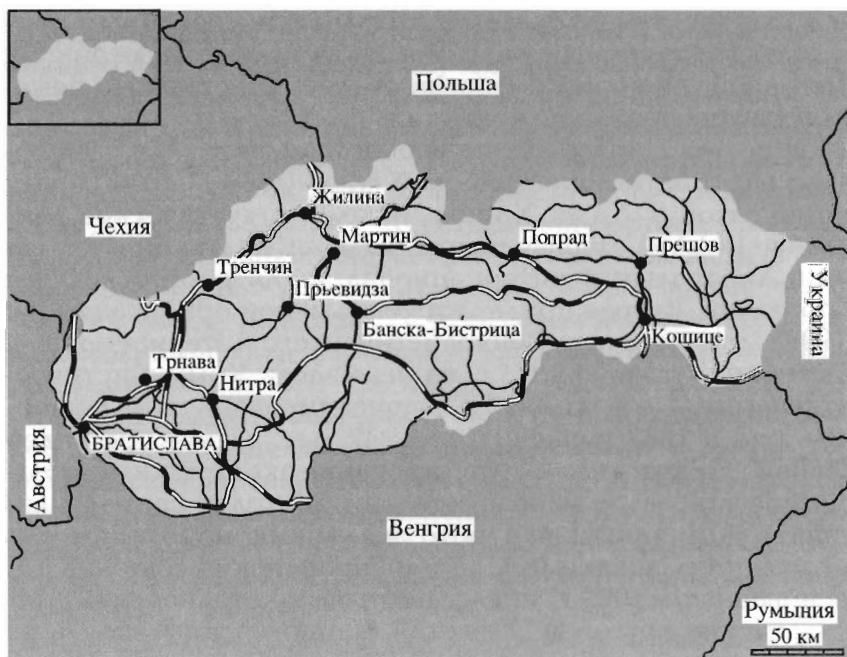 Польша
Жилина
Чехия
Мартин
Попрад
Прешов
Тренчин
Украина
Прьевидза
Банска-Бистрица
Кошице
Трнава
Нитра
БРАТИСЛАВА
Австрия
Венгрия
Румыния
50 км